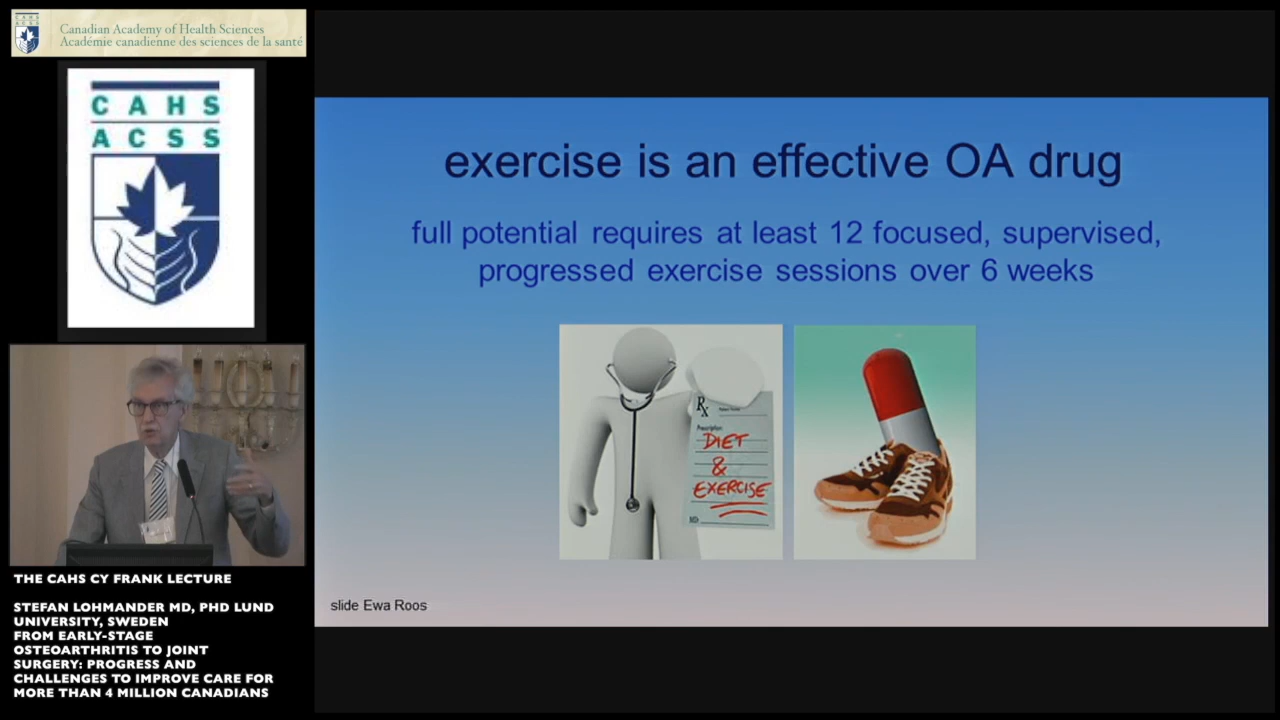 Canadian Academy of Health Sciences
Académie canadienne des sciences de la santé
CAHS
ACSS
THE CAHS CY FRANK LECTURE
STEFAN LOHMANDER MD, PHD LUND
UNIVERSITY, SWEDEN
FROM EARLY-STAGE
OSTEOARTHRITIS TO JOINT
SURGERY: PROGRESS AND
CHALLENGES TO IMPROVE CARE FOR
MORE THAN 4 MILLION CANADIANS
exercise is an effective OA drug
full potential requires at least 12 focused, supervised,
progressed exercise sessions over 6 weeks
Rx
Prescription:
DIET
&
EXERCISE
MD
slide Ewa Roos